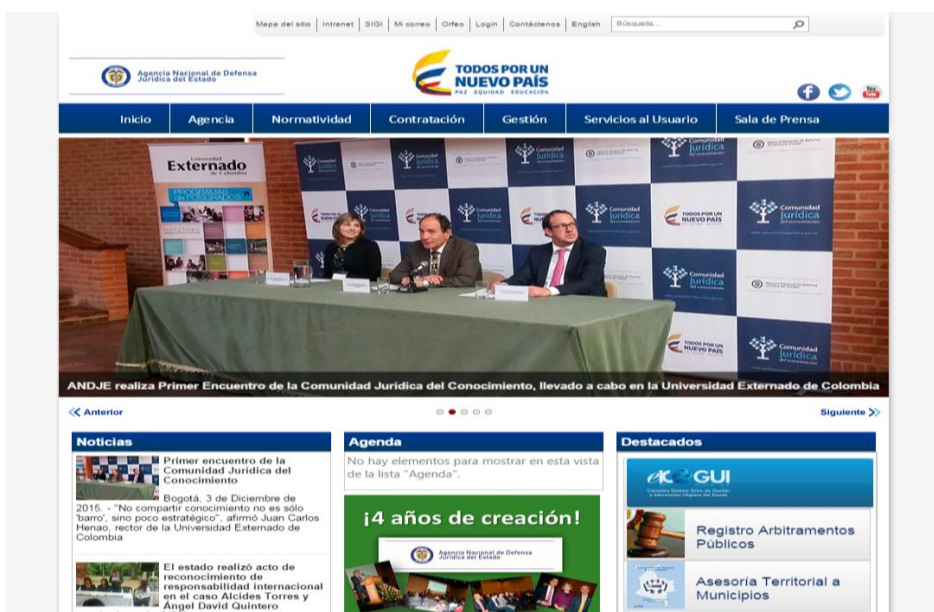 Mapa del sitio Intranet SIGI Mi correo Orfeo Login Contáctenos English Búsqueda...
Agencia Nacional de Defensa
Jurídica del Estado
TODOS POR UN
NUEVO PAÍS
PAZ EQUIDAD EDUCACIÓN
Inicio Agencia Normatividad Contratación Gestión Servicios al Usuario Sala de Prensa
Universidad
Externado
de Colombia
PROGRAMAS
de POSGRADOS
Comunidad
Jurídica
del conocimiento
TODOS POR UN
NUEVO PAÍS
ANDJE realiza Primer Encuentro de la Comunidad Jurídica del Conocimiento, llevado a cabo en la Universidad Externado de Colombia
Anterior
Siguiente
Noticias
Primer encuentro de la
Comunidad Jurídica del
Conocimiento
Bogotá, 3 de Diciembre de
2015. - "No compartir conocimiento no es sólo
'barro', sino poco estratégico", afirmó Juan Carlos
Henao, rector de la Universidad Externado de
Colombia
El estado realizó acto de
reconocimiento de
responsabilidad internacional
en el caso Alcides Torres y
Ángel David Quintero
Agenda
No hay elementos para mostrar en esta vista
de la lista "Agenda".
¡4 años de creación!
Agencia Nacional de Defensa
Jurídica del Estado
Destacados
GUI
Registro Arbitramentos
Públicos
Asesoría Territorial a
Municipios